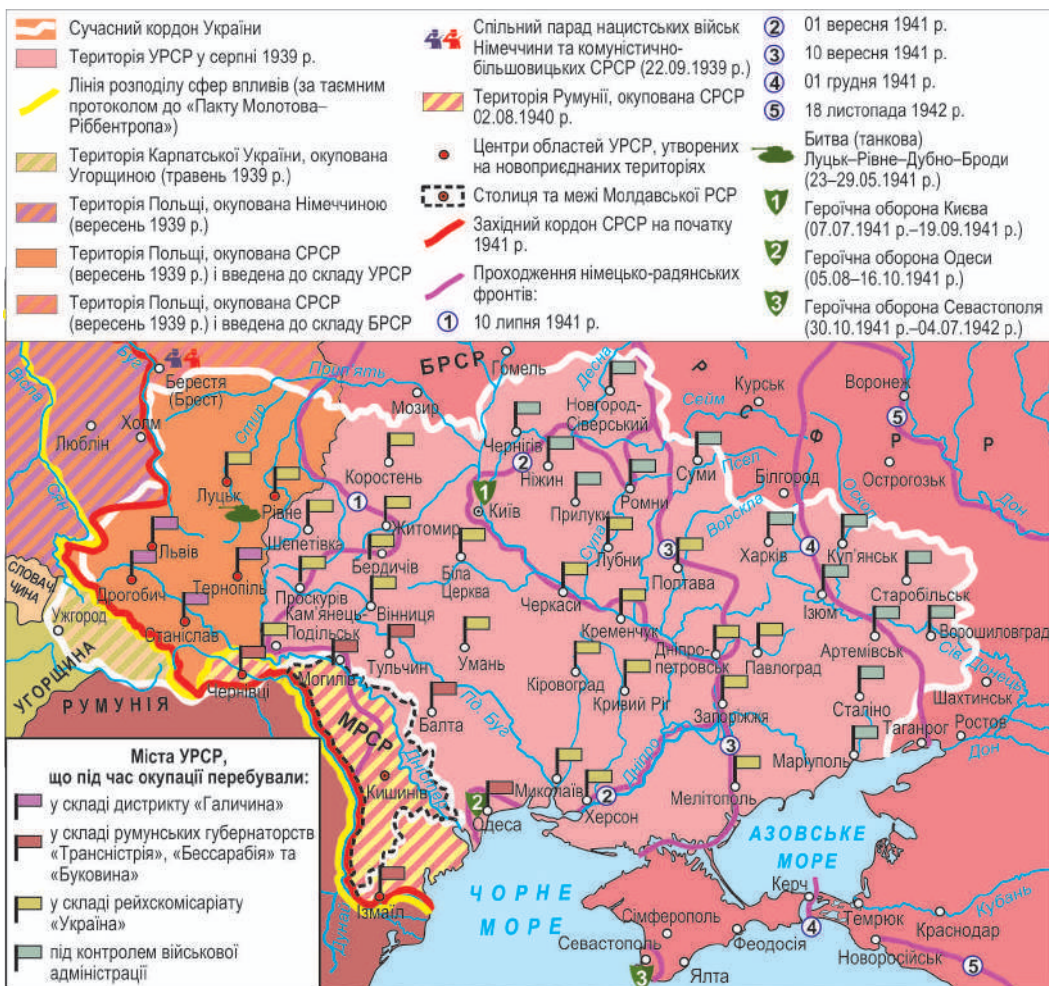 Сучасний кордон України
Територія УРСР у серпні 1939 р.
Лінія розподілу сфер впливів (за таємним
протоколом до «Пакту Молотова–
Ріббентропа»)
Територія Карпатської України, окупована
Угорщиною (травень 1939 р.)
Територія Польщі, окупована Німеччиною
(вересень 1939 р.)
Територія Польщі, окупована СРСР
(вересень 1939 р.) і введена до складу УРСР
Територія Польщі, окупована СРСР
(вересень 1939 р.) і введена до складу БРСР
Спільний парад нацистських військ
Німеччини та комуністично-
більшовицьких СРСР (22.09.1939 р.)
Територія Румунії, окупована СРСР
02.08.1940 р.
Центри областей УРСР, утворених
на новоприєднаних територіях
Столиця та межі Молдавської РСР
Західний кордон СРСР на початку
1941 р.
Проходження німецько-радянських
фронтів:
1 10 липня 1941 р.
2 01 вересня 1941 р.
3 10 вересня 1941 р.
4 01 грудня 1941 р.
5 18 листопада 1942 р.
Битва (танкова)
Луцьк–Рівне–Дубно–Броди
(23–29.05.1941 р.)
1 Героїчна оборона Києва
(07.07.1941 р.–19.09.1941 р.)
2 Героїчна оборона Одеси
(05.08–16.10.1941 р.)
3 Героїчна оборона Севастополя
(30.10.1941 р.–04.07.1942 р.)
БРСР
Р С Ф Р Р
Буг
Берестя
(Брест)
Прип'ять
Мозир
Гомель
Десна
Новгород-
Сіверський
Курськ
Сейм
Воронеж
5
Вісла
Люблін
Холм
Стир
Коростень
Чернігів
2
Ніжин
Суми
Псел
Білгород
Острогозьк
Дон
Луцьк
Рівне
1
Житомир
1
Київ
Прилуки
Ромни
Ворскла
Оскол
Сян
Шепетівка
Бердичів
Біла
Церква
Сула
Лубни
3
Полтава
Харків
4
Куп'янськ
Львів
Дрогобич
Тернопіль
Проскурів
Ізюм
Старобільськ
СЛОВАЧ-
ЧИНА
Ужгород
Станіслав
Кам'янець-
Подільськ
Вінниця
Черкаси
Кременчук
Ворошиловград
Артемівськ
Сів. Донець
УГОРЩИНА
Чернівці
Могилів
Тульчин
Умань
Дніпро-
петровськ
Павлоград
Кіровоград
Кривий Ріг
Сталіно
Шахтинськ
РУМУНІЯ
МРСР
Балта
Пд. Буг
Запоріжжя
Таганрог
Ростов
Дон
Кишинів
Дністер
Миколаїв
Дніпро
3
Маріуполь
2
Одеса
Херсон
2
Мелітополь
Ізмаїл
Дунай
АЗОВСЬКЕ
МОРЕ
ЧОРНЕ
МОРЕ
Керч
4
Темрюк
Кубань
Сімферополь
Севастополь
3
Феодосія
Ялта
Краснодар
Новоросійськ
5
Міста УРСР,
що під час окупації перебували:
у складі дистрикту «Галичина»
у складі румунських губернаторств
«Трансністрія», «Бессарабія» та
«Буковина»
у складі рейхскомісаріату
«Україна»
під контролем військової
адміністрації